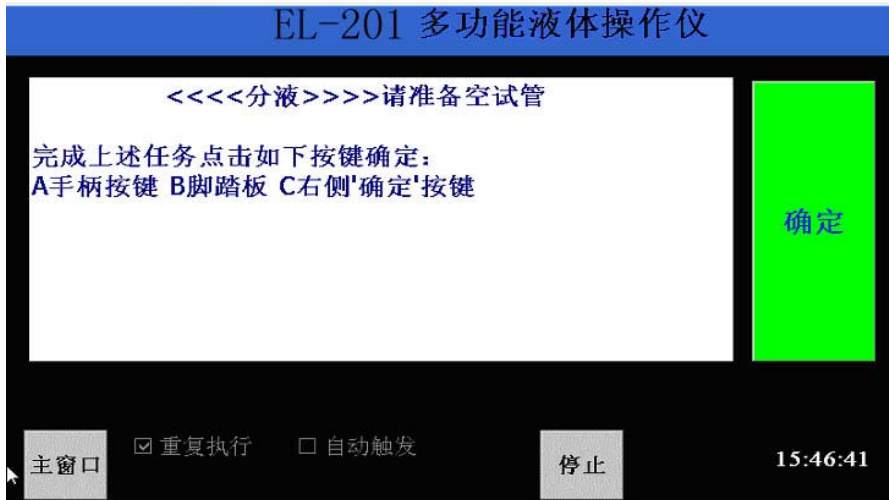 EL-201 多功能液体操作仪
<<<<分液>>>>请准备空试管
完成上述任务点击如下按键确定：
A手柄按键 B脚踏板 C右侧'确定'按键
确定
主窗口
重复执行
自动触发
停止
15:46:41